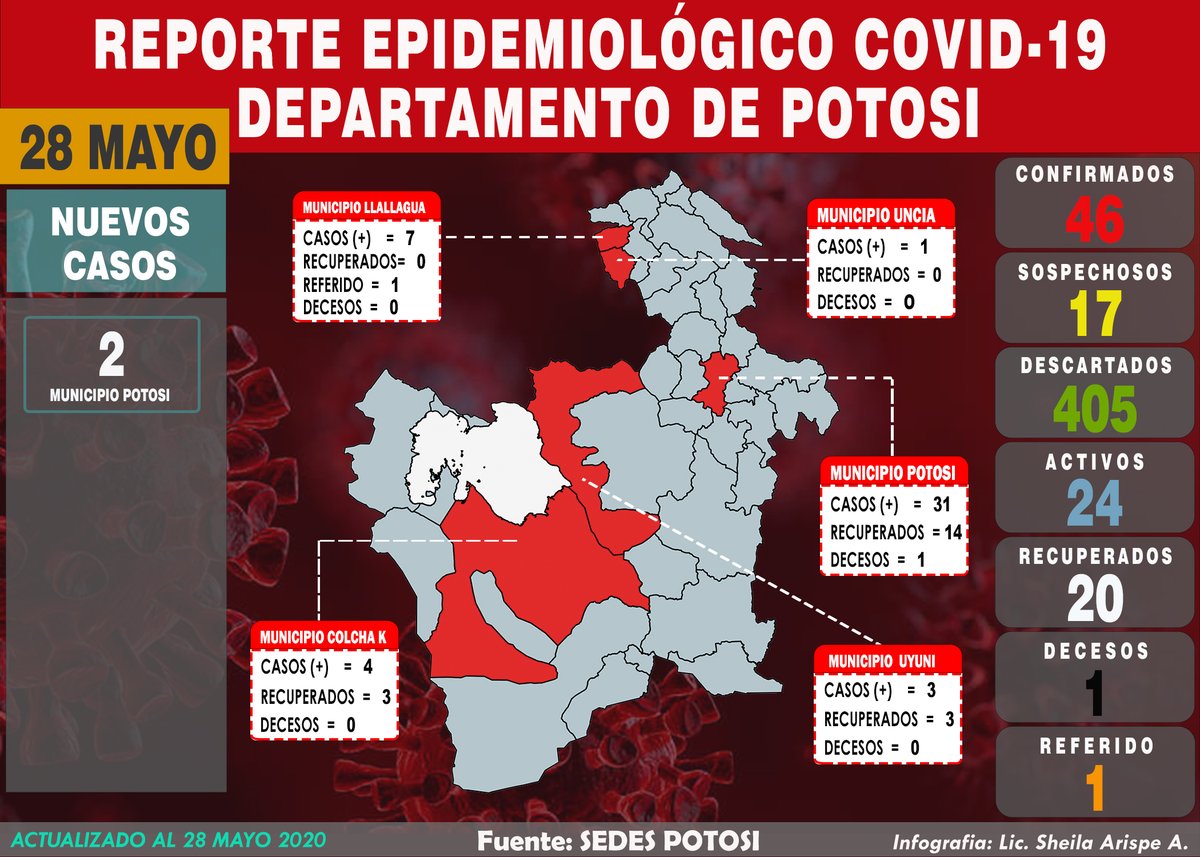 REPORTE EPIDEMIOLÓGICO COVID-19
DEPARTAMENTO DE POTOSI
28 MAYO
NUEVOS
CASOS
2
MUNICIPIO POTOSI
MUNICIPIO LLALLAGUA
CASOS (+) = 7
RECUPERADOS= 0
REFERIDO = 1
DECESOS = 0
MUNICIPIO UNCIA
CASOS (+) = 1
RECUPERADOS = 0
DECESOS = 0
MUNICIPIO POTOSI
CASOS (+) = 31
RECUPERADOS = 14
DECESOS = 1
MUNICIPIO COLCHA K
CASOS (+) = 4
RECUPERADOS = 3
DECESOS = 0
MUNICIPIO UYUNI
CASOS (+) = 3
RECUPERADOS = 3
DECESOS = 0
CONFIRMADOS
46
SOSPECHOSOS
17
DESCARTADOS
405
ACTIVOS
24
RECUPERADOS
20
DECESOS
1
REFERIDO
1
ACTUALIZADO AL 28 MAYO 2020
Fuente: SEDES POTOSI
Infografia: Lic. Sheila Arispe A.